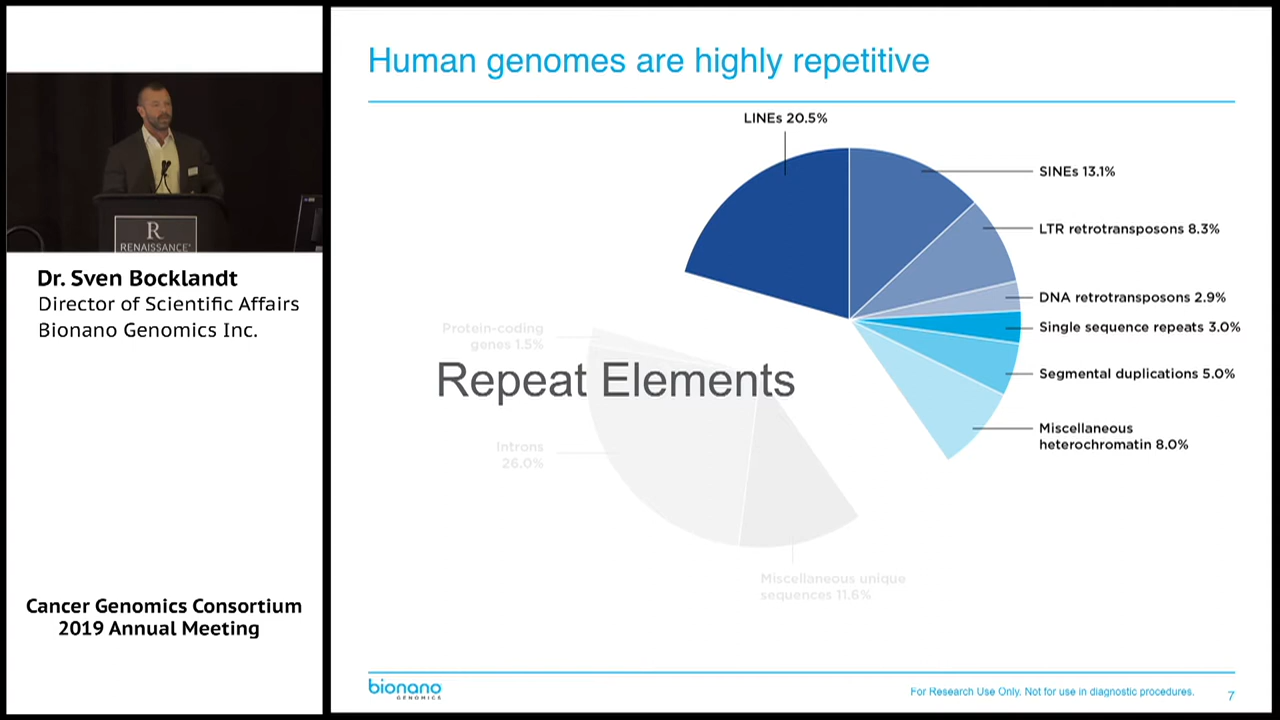 Human genomes are highly repetitive
LINEs 20.5%
SINEs 13.1%
LTR retrotransposons 8.3%
DNA retrotransposons 2.9%
Single sequence repeats 3.0%
Segmental duplications 5.0%
Miscellaneous
heterochromatin 8.0%
Protein-coding
genes 1.5%
Repeat Elements
Introns
26.0%
Miscellaneous unique
sequences 11.6%
bionano
GENOMICS
For Research Use Only. Not for use in diagnostic procedures.
7
R
RENAISSANCE®
Dr. Sven Bocklandt
Director of Scientific Affairs
Bionano Genomics Inc.
Cancer Genomics Consortium
2019 Annual Meeting